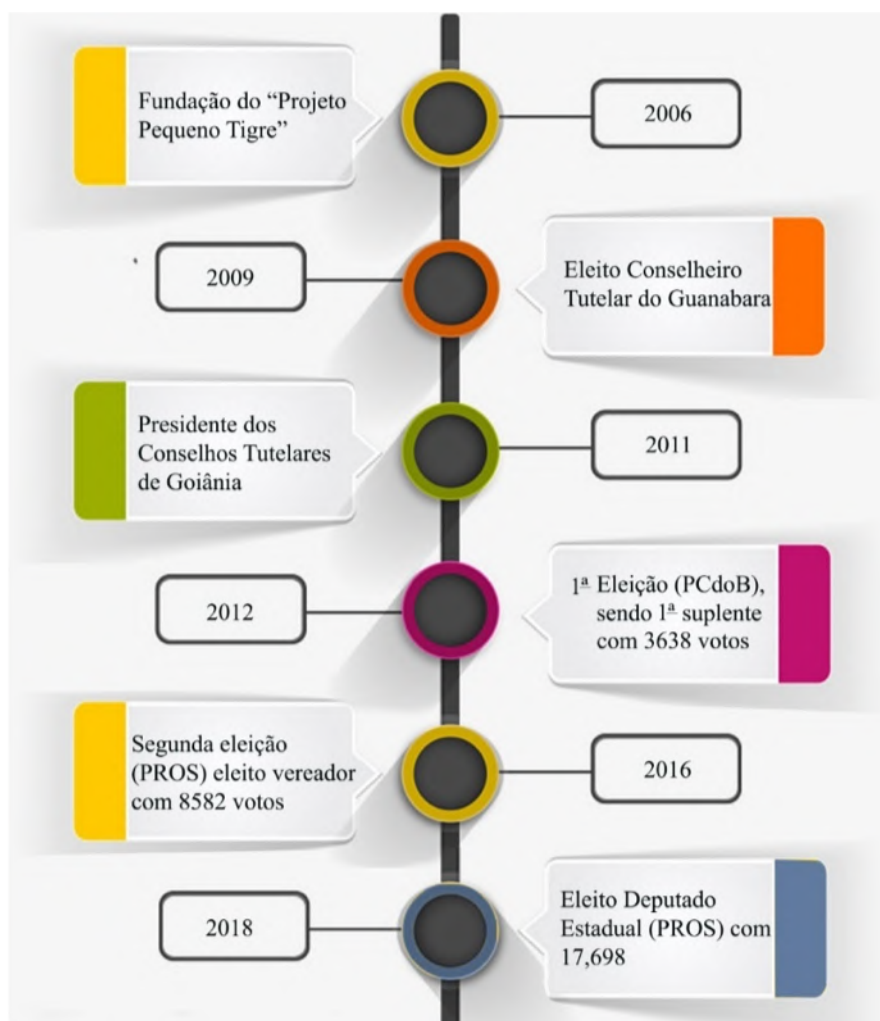 Fundação do “Projeto
Pequeno Tigre”
2006
2009
Eleito Conselheiro
Tutelar do Guanabara
Presidente dos
Conselhos Tutelares
de Goiânia
2011
2012
1ª Eleição (PCdoB),
sendo 1ª suplente
com 3638 votos
Segunda eleição
(PROS) eleito vereador
com 8582 votos
2016
2018
Eleito Deputado
Estadual (PROS) com
17,698